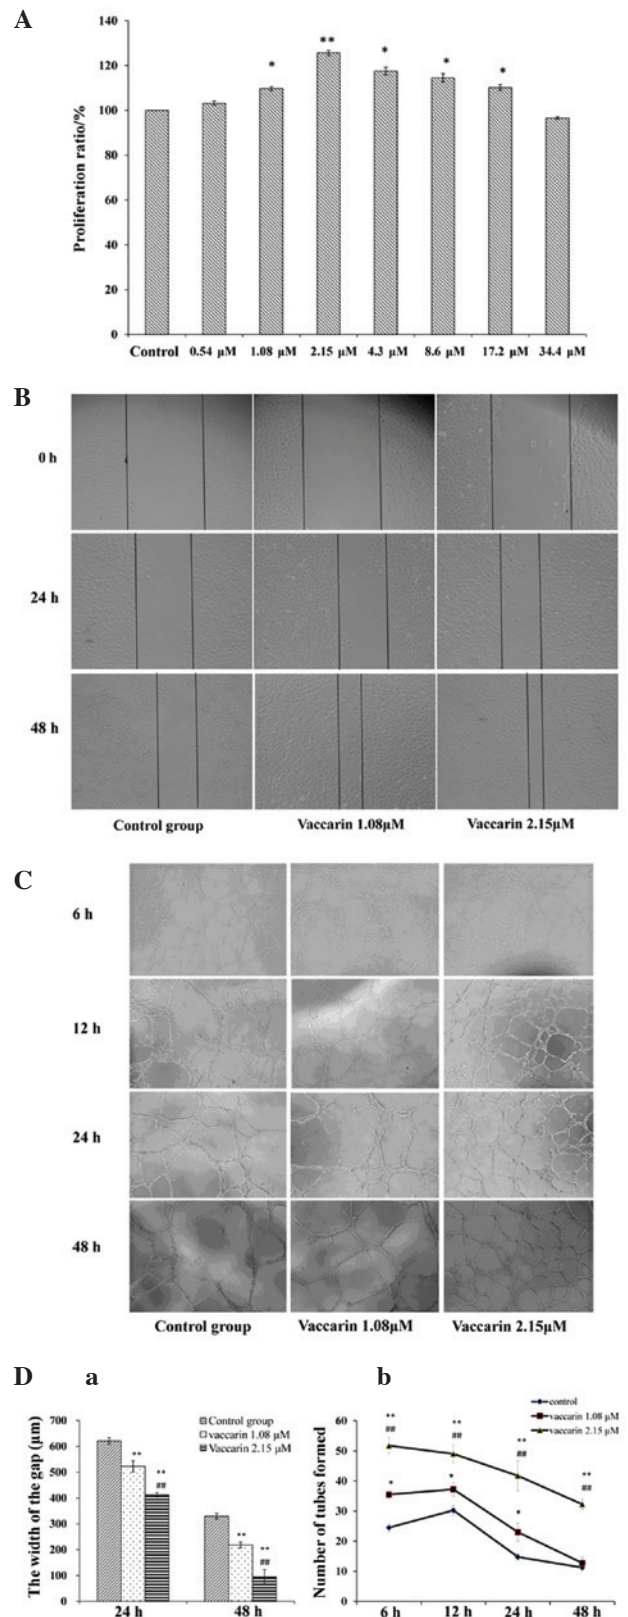 A
Proliferation ratio/%
140
120
100
80
60
40
20
0
*
**
*
*
*
Control 0.54 μM 1.08 μM 2.15 μM 4.3 μM 8.6 μM 17.2 μM 34.4 μM
B
0 h
24 h
48 h
Control group Vaccarin 1.08μM Vaccarin 2.15μM
C
6 h
12 h
24 h
48 h
Control group Vaccarin 1.08μM Vaccarin 2.15μM
D a b
The width of the gap (μm)
700
600
500
400
300
200
100
0
Control group
vaccarin 1.08 μM
Vaccarin 2.15 μM
**
**
##
**
**
##
24 h 48 h
Number of tubes formed
60
50
40
30
20
10
0
control
vaccarin 1.08 μM
vaccarin 2.15 μM
**
##
**
##
**
##
**
##
*
*
*
6 h 12 h 24 h 48 h